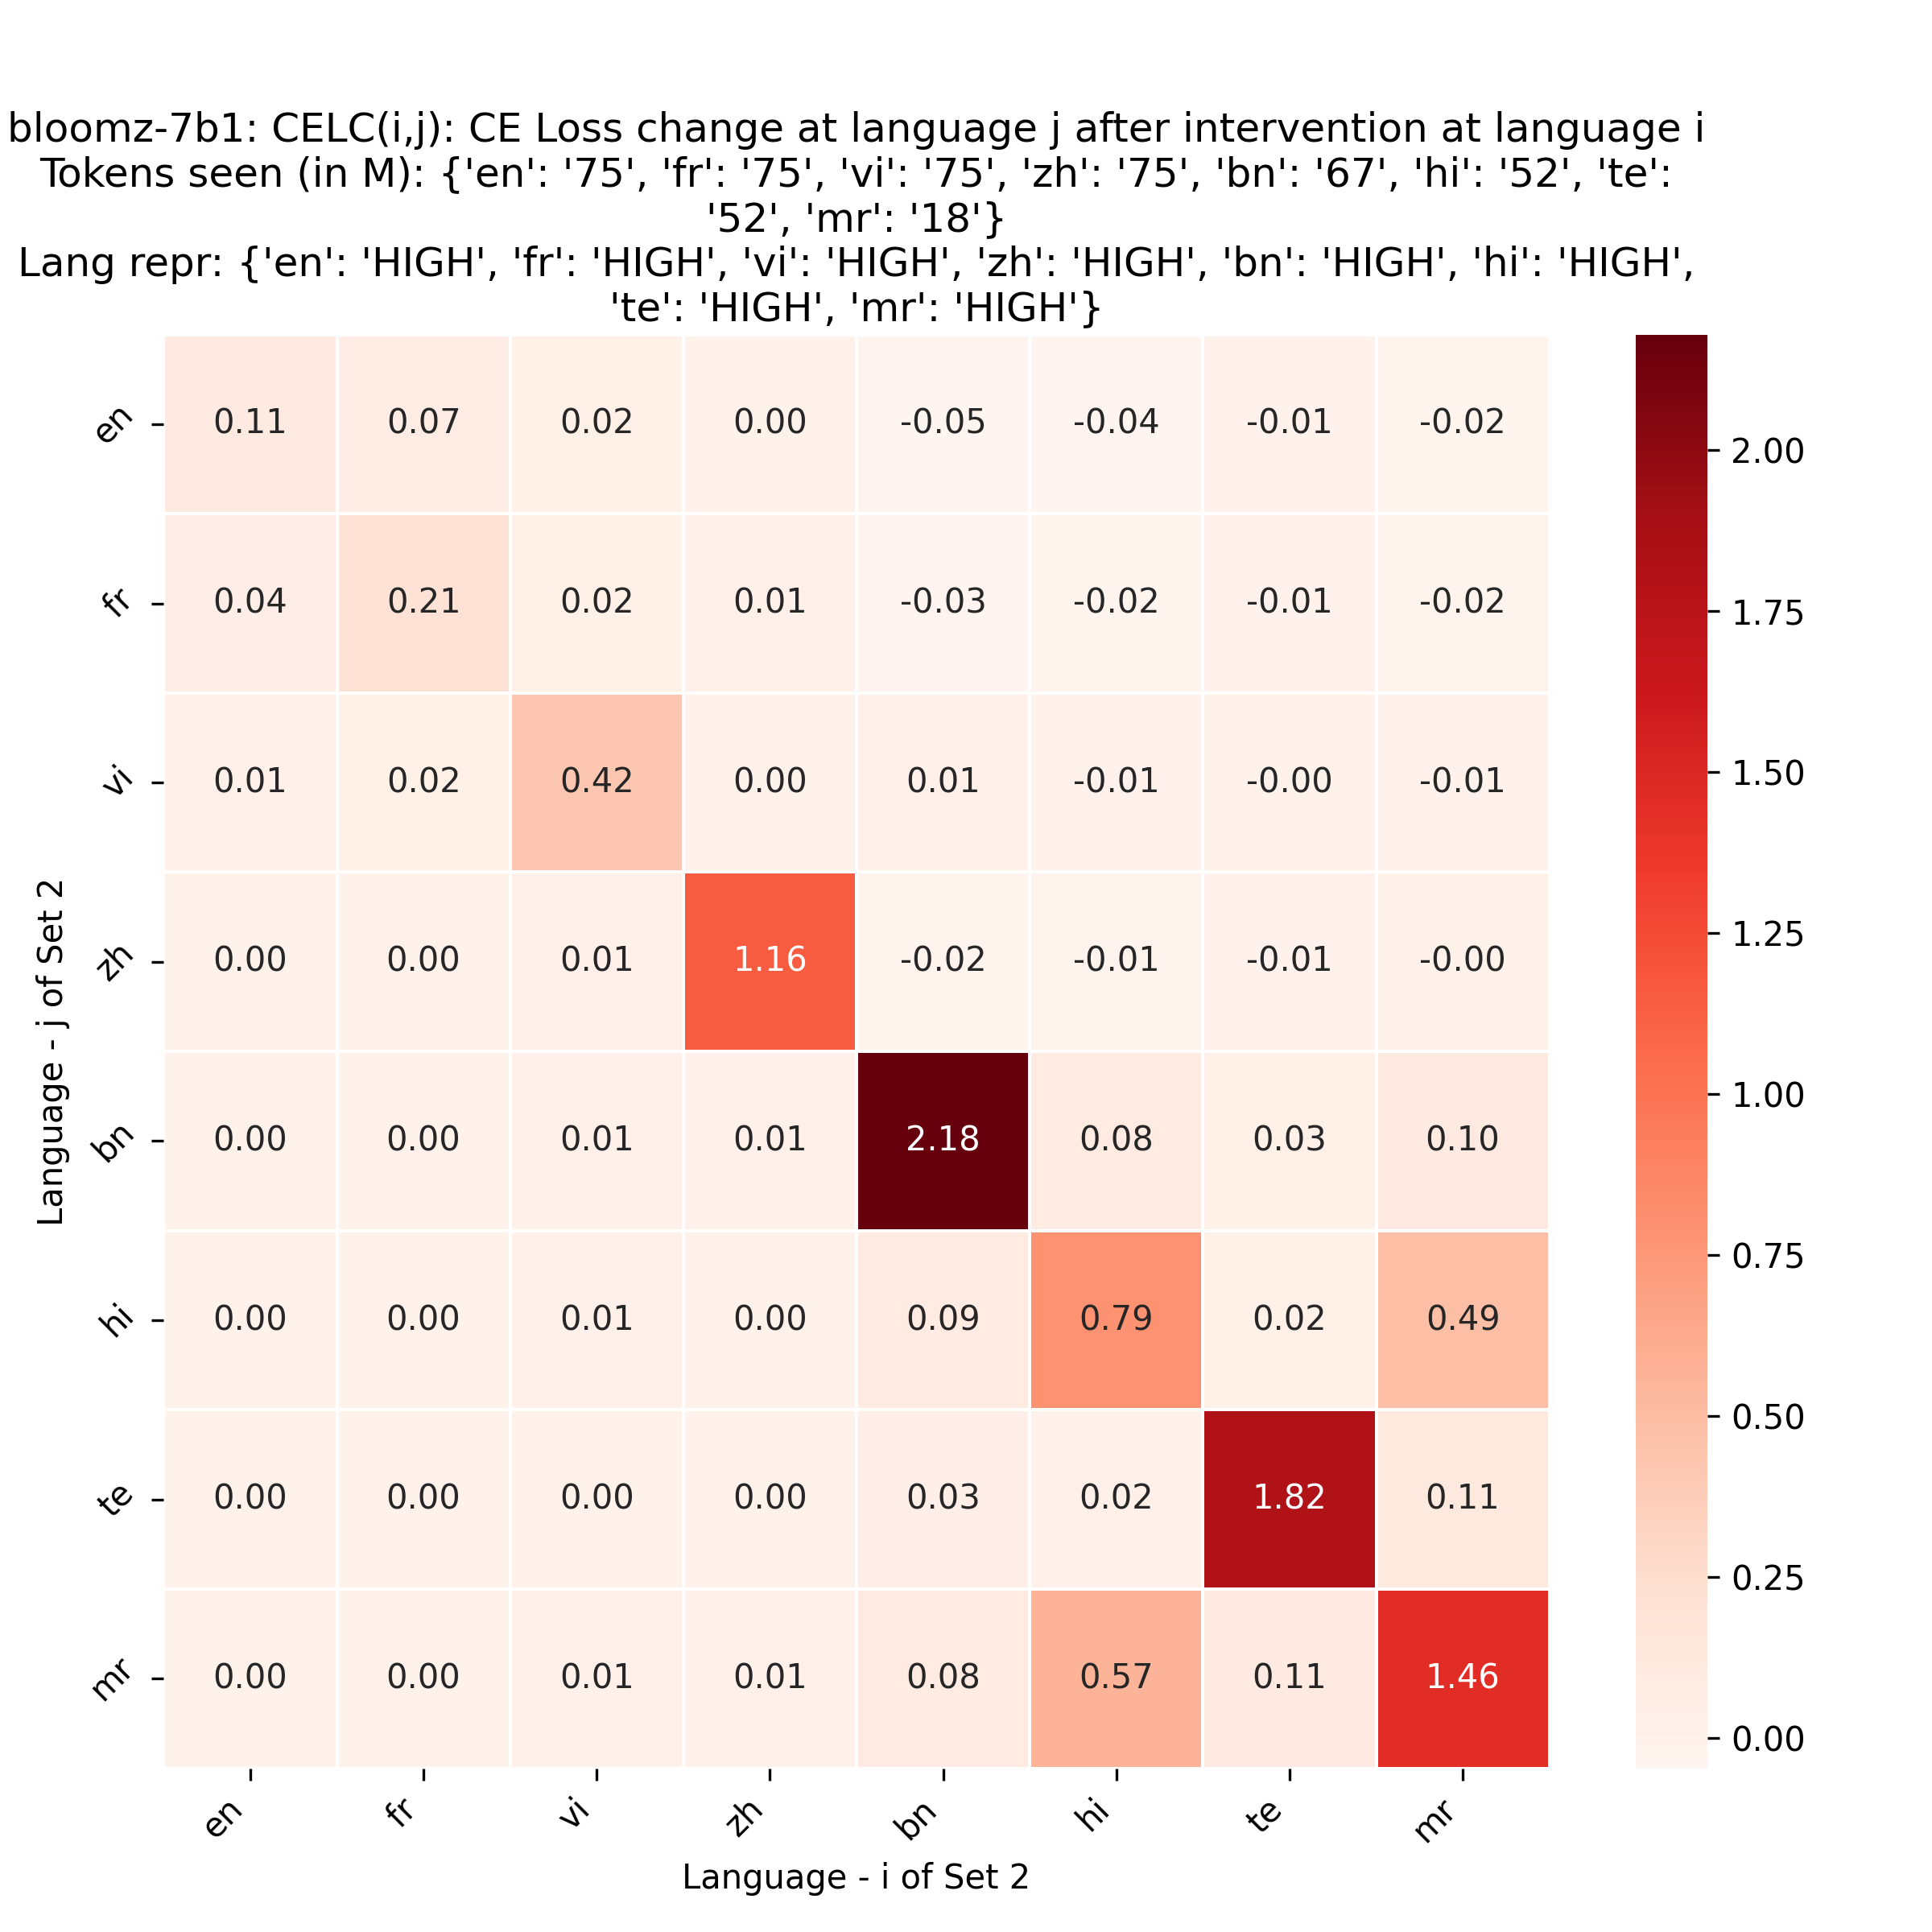 bloomz-7b1: CELC(i,j): CE Loss change at language j after intervention at language i
Tokens seen (in M): {'en': '75', 'fr': '75', 'vi': '75', 'zh': '75', 'bn': '67', 'hi': '52', 'te':
'52', 'mr': '18'}
Lang repr: {'en': 'HIGH', 'fr': 'HIGH', 'vi': 'HIGH', 'zh': 'HIGH', 'bn': 'HIGH', 'hi': 'HIGH',
'te': 'HIGH', 'mr': 'HIGH'}
Language - j of Set 2
en 0.11 0.07 0.02 0.00 -0.05 -0.04 -0.01 -0.02
fr 0.04 0.21 0.02 0.01 -0.03 -0.02 -0.01 -0.02
vi 0.01 0.02 0.42 0.00 0.01 -0.01 -0.00 -0.01
zh 0.00 0.00 0.01 1.16 -0.02 -0.01 -0.01 -0.00
bn 0.00 0.00 0.01 0.01 2.18 0.08 0.03 0.10
hi 0.00 0.00 0.01 0.00 0.09 0.79 0.02 0.49
te 0.00 0.00 0.00 0.00 0.03 0.02 1.82 0.11
mr 0.00 0.00 0.01 0.01 0.08 0.57 0.11 1.46
en fr vi zh bn hi te mr
Language - i of Set 2
2.00
1.75
1.50
1.25
1.00
0.75
0.50
0.25
0.00